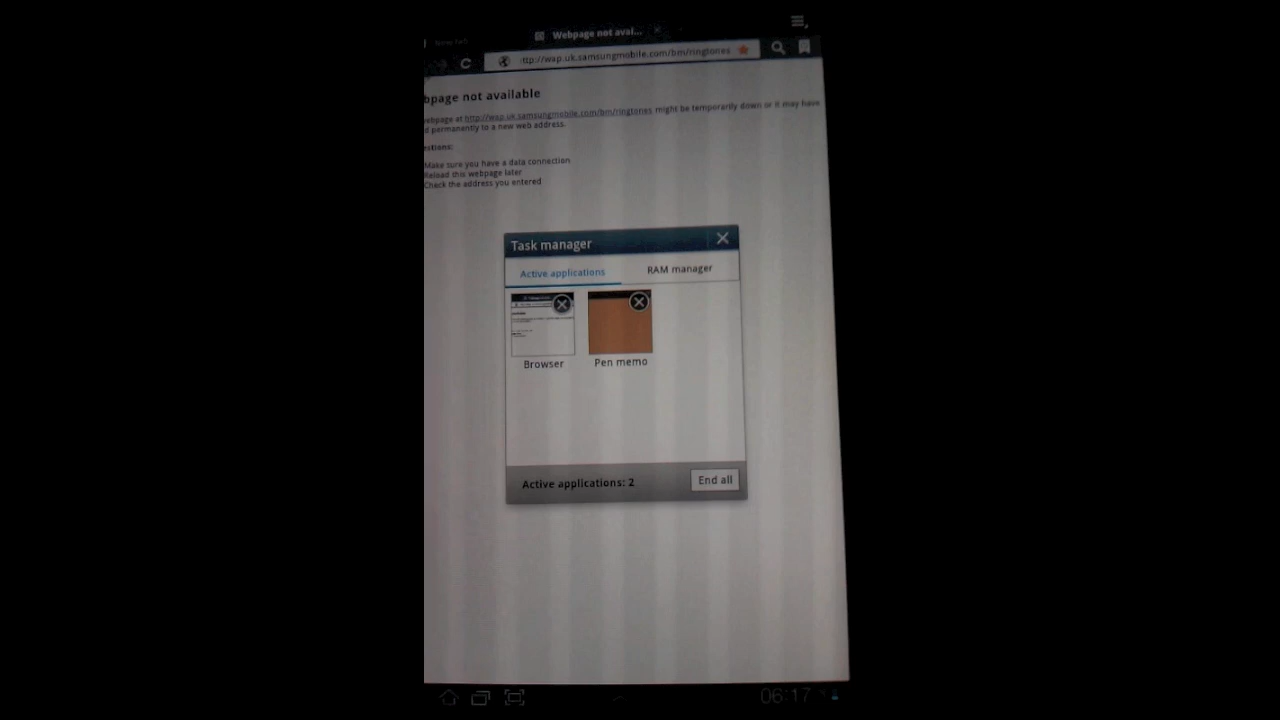 Webpage not avai...
New tab
ttp://wap.uk.samsungmobile.com/bm/ringtones
bpage not available
webpage at http://wap.uk.samsungmobile.com/bm/ringtones might be temporarily down or it may have
d permanently to a new web address.
estions:
Make sure you have a data connection
Reload this webpage later
Check the address you entered
Task manager
Active applications RAM manager
Browser Pen memo
Active applications: 2 End all
06:17